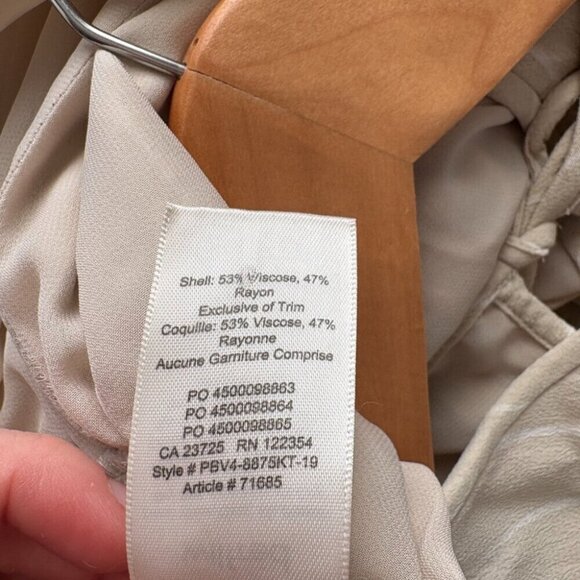 Shell: 53% Viscose, 47%
Rayon
Exclusive of Trim
Coquille: 53% Viscose, 47%
Rayonne
Aucune Garniture Comprise
PO 4500098863
PO 4500098864
PO 4500098865
CA 23725 RN 122354
Style # PBV4-8875KT-19
Article # 71685